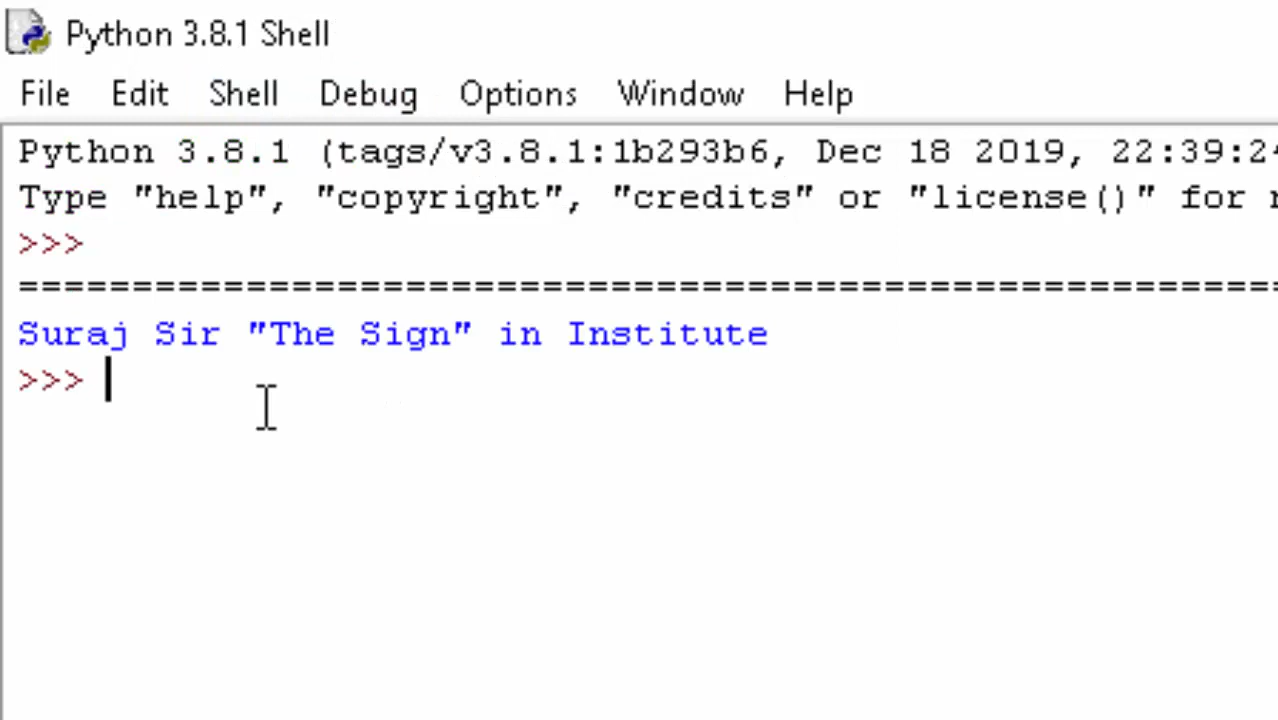 Python 3.8.1 Shell
File Edit Shell Debug Options Window Help
Python 3.8.1 (tags/v3.8.1:1b293b6, Dec 18 2019, 22:39:24
Type "help", "copyright", "credits" or "license()" for
>>>
=======================================================
Suraj Sir "The Sign" in Institute
>>>